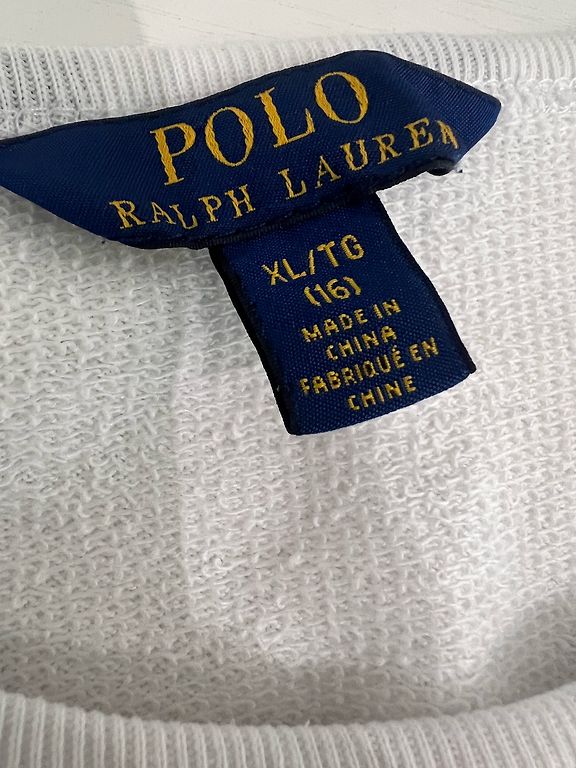 POLO
RALPH LAUREN
XL/TG
(16)
MADE IN
CHINA
FABRIQUÉ EN
CHINE